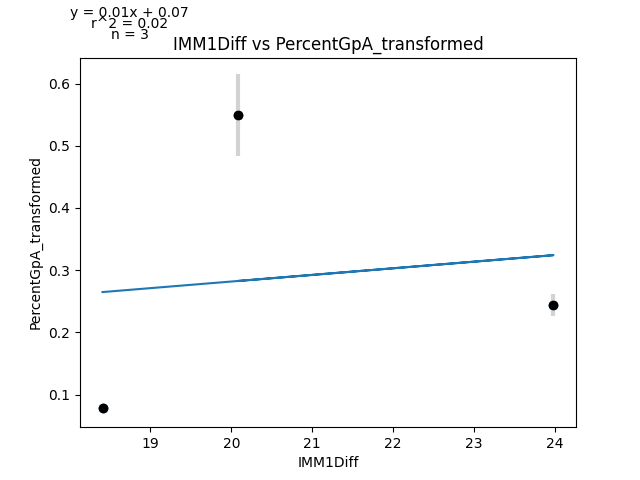 y = 0.01x + 0.07
r^2 = 0.02
n = 3
IMM1Diff vs PercentGpA_transformed
PercentGpA_transformed
0.6
0.5
0.4
0.3
0.2
0.1
19 20 21 22 23 24
IMM1Diff